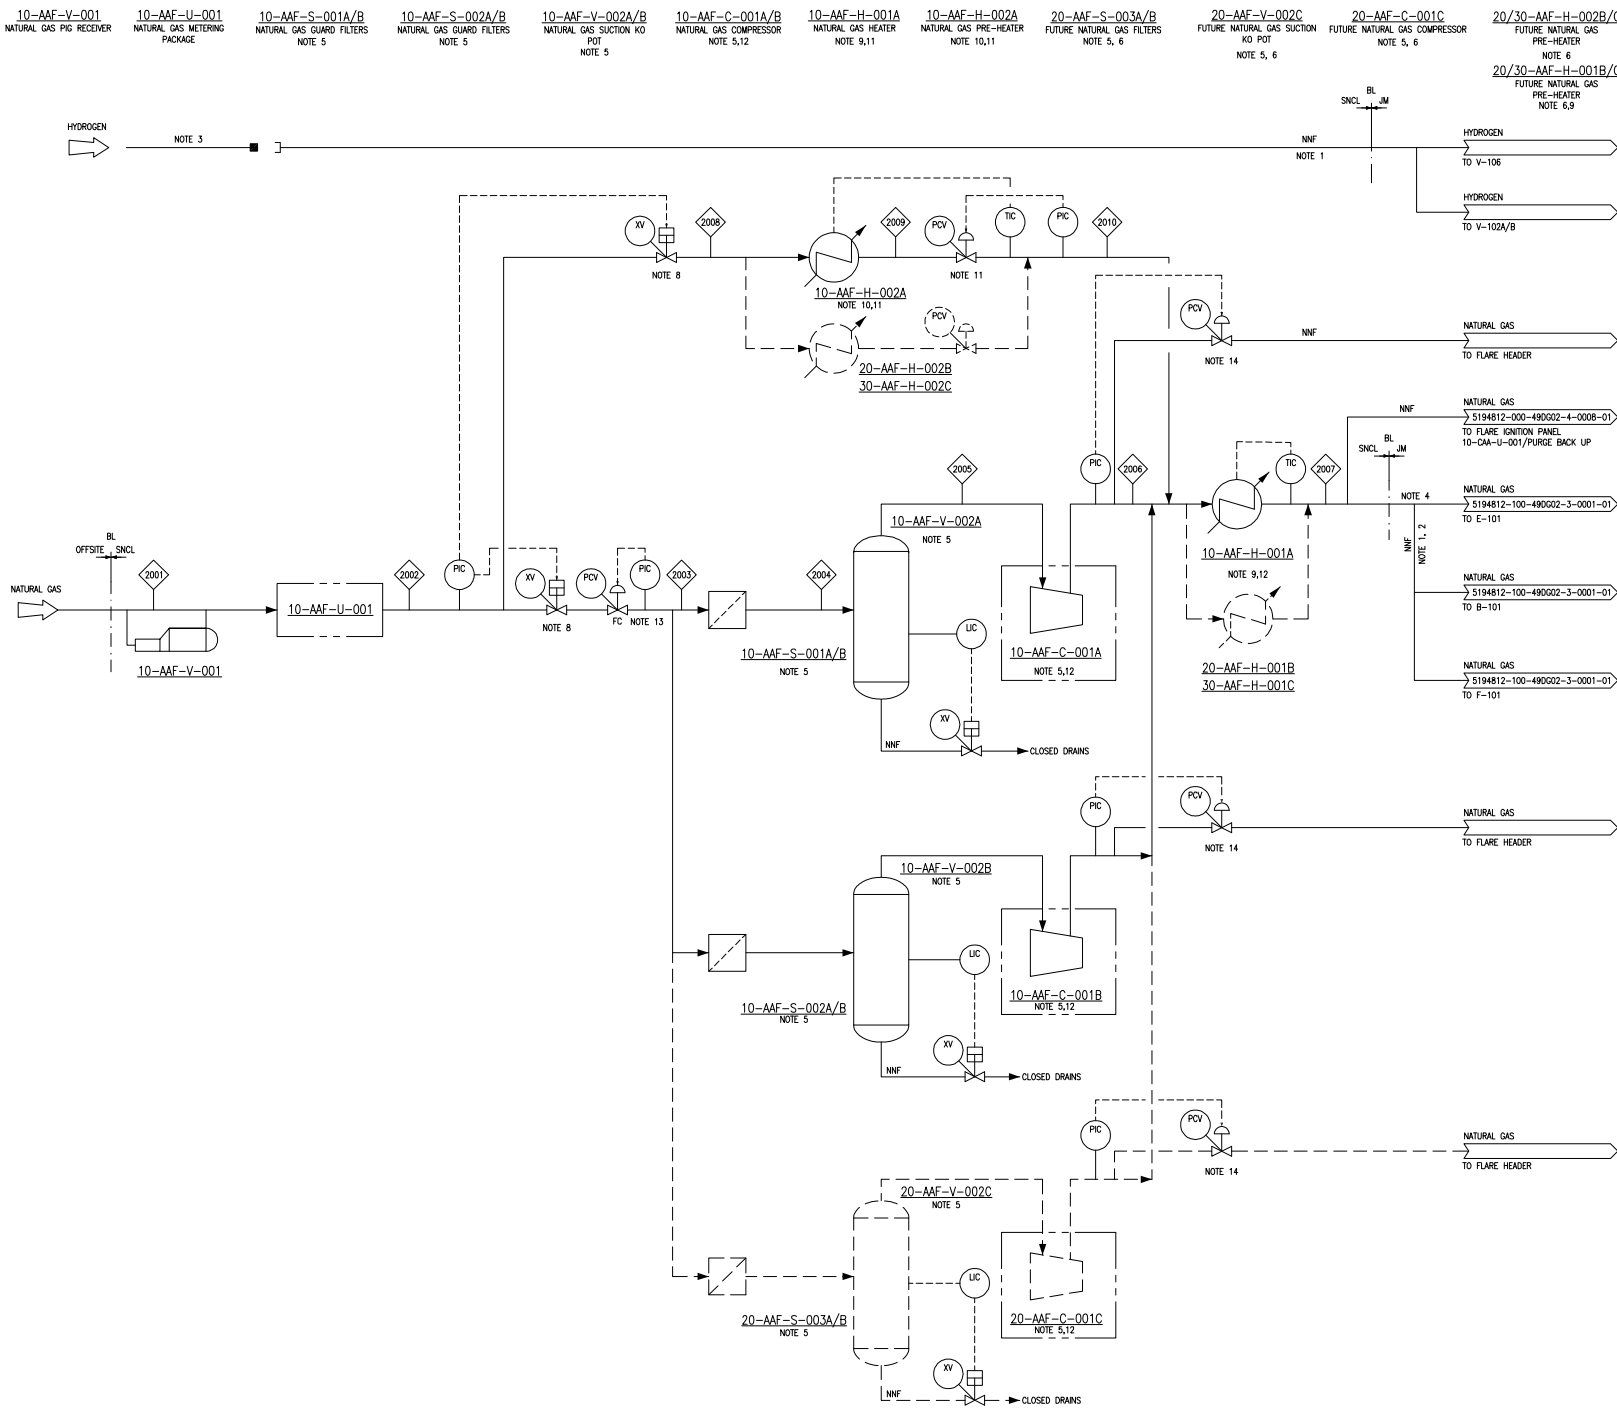 10-AAF-V-001
NATURAL GAS PIG RECEIVER
10-AAF-U-001
NATURAL GAS METERING
PACKAGE
10-AAF-S-001A/B
NATURAL GAS GUARD FILTERS
NOTE 5
10-AAF-S-002A/B
NATURAL GAS GUARD FILTERS
NOTE 5
10-AAF-V-002A/B
NATURAL GAS SUCTION KO
POT
NOTE 5
10-AAF-C-001A/B
NATURAL GAS COMPRESSOR
NOTE 5,12
10-AAF-H-001A
NATURAL GAS HEATER
NOTE 9,11
10-AAF-H-002A
NATURAL GAS PRE-HEATER
NOTE 10,11
20-AAF-S-003A/B
FUTURE NATURAL GAS FILTERS
NOTE 5, 6
20-AAF-V-002C
FUTURE NATURAL GAS SUCTION
KO POT
NOTE 5, 6
20-AAF-C-001C
FUTURE NATURAL GAS COMPRESSOR
NOTE 5, 6
20/30-AAF-H-002B/
FUTURE NATURAL GAS
PRE-HEATER
NOTE 6
20/30-AAF-H-001B/
FUTURE NATURAL GAS
PRE-HEATER
NOTE 6,9
BL
SNCL JM
HYDROGEN
NOTE 3
NNF
NOTE 1
HYDROGEN
TO V-106
HYDROGEN
TO V-102A/B
XV
2008
2009
PCV
TIC
PIC
2010
NOTE 8
NOTE 11
10-AAF-H-002A
NOTE 10,11
PCV
20-AAF-H-002B
30-AAF-H-002C
PCV
NOTE 14
NNF
NATURAL GAS
TO FLARE HEADER
NATURAL GAS
NNF
5194812-000-49DG02-4-0008-01
TO FLARE IGNITION PANEL
10-CAA-U-001/PURGE BACK UP
BL
SNCL JM
2005
PIC
2006
TIC
2007
NOTE 4
NATURAL GAS
5194812-100-49DG02-3-0001-01
TO E-101
10-AAF-V-002A
NOTE 5
10-AAF-H-001A
NOTE 9,12
NNF
NOTE 1, 2
BL
OFFSITE SNCL
NATURAL GAS
2001
10-AAF-U-001
2002
PIC
XV
PCV
PIC
2003
2004
NOTE 8
FC
NOTE 13
10-AAF-V-001
NATURAL GAS
5194812-100-49DG02-3-0001-01
TO B-101
LIC
10-AAF-S-001A/B
NOTE 5
10-AAF-C-001A
NOTE 5,12
20-AAF-H-001B
30-AAF-H-001C
NATURAL GAS
5194812-100-49DG02-3-0001-01
TO F-101
XV
NNF
CLOSED DRAINS
PIC
PCV
NOTE 14
NATURAL GAS
TO FLARE HEADER
10-AAF-V-002B
NOTE 5
LIC
10-AAF-S-002A/B
NOTE 5
10-AAF-C-001B
NOTE 5,12
XV
NNF
CLOSED DRAINS
PIC
PCV
NOTE 14
NATURAL GAS
TO FLARE HEADER
20-AAF-V-002C
NOTE 5
LIC
20-AAF-S-003A/B
NOTE 5
20-AAF-C-001C
NOTE 5,12
XV
NNF
CLOSED DRAINS